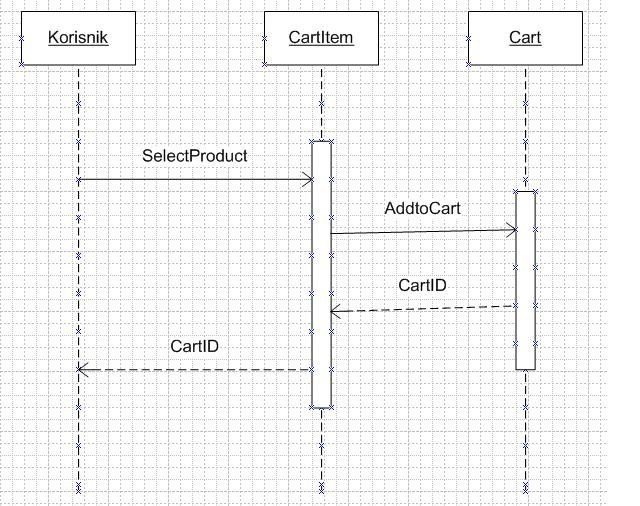 Korisnik
CartItem
Cart
SelectProduct
AddtoCart
CartID
CartID